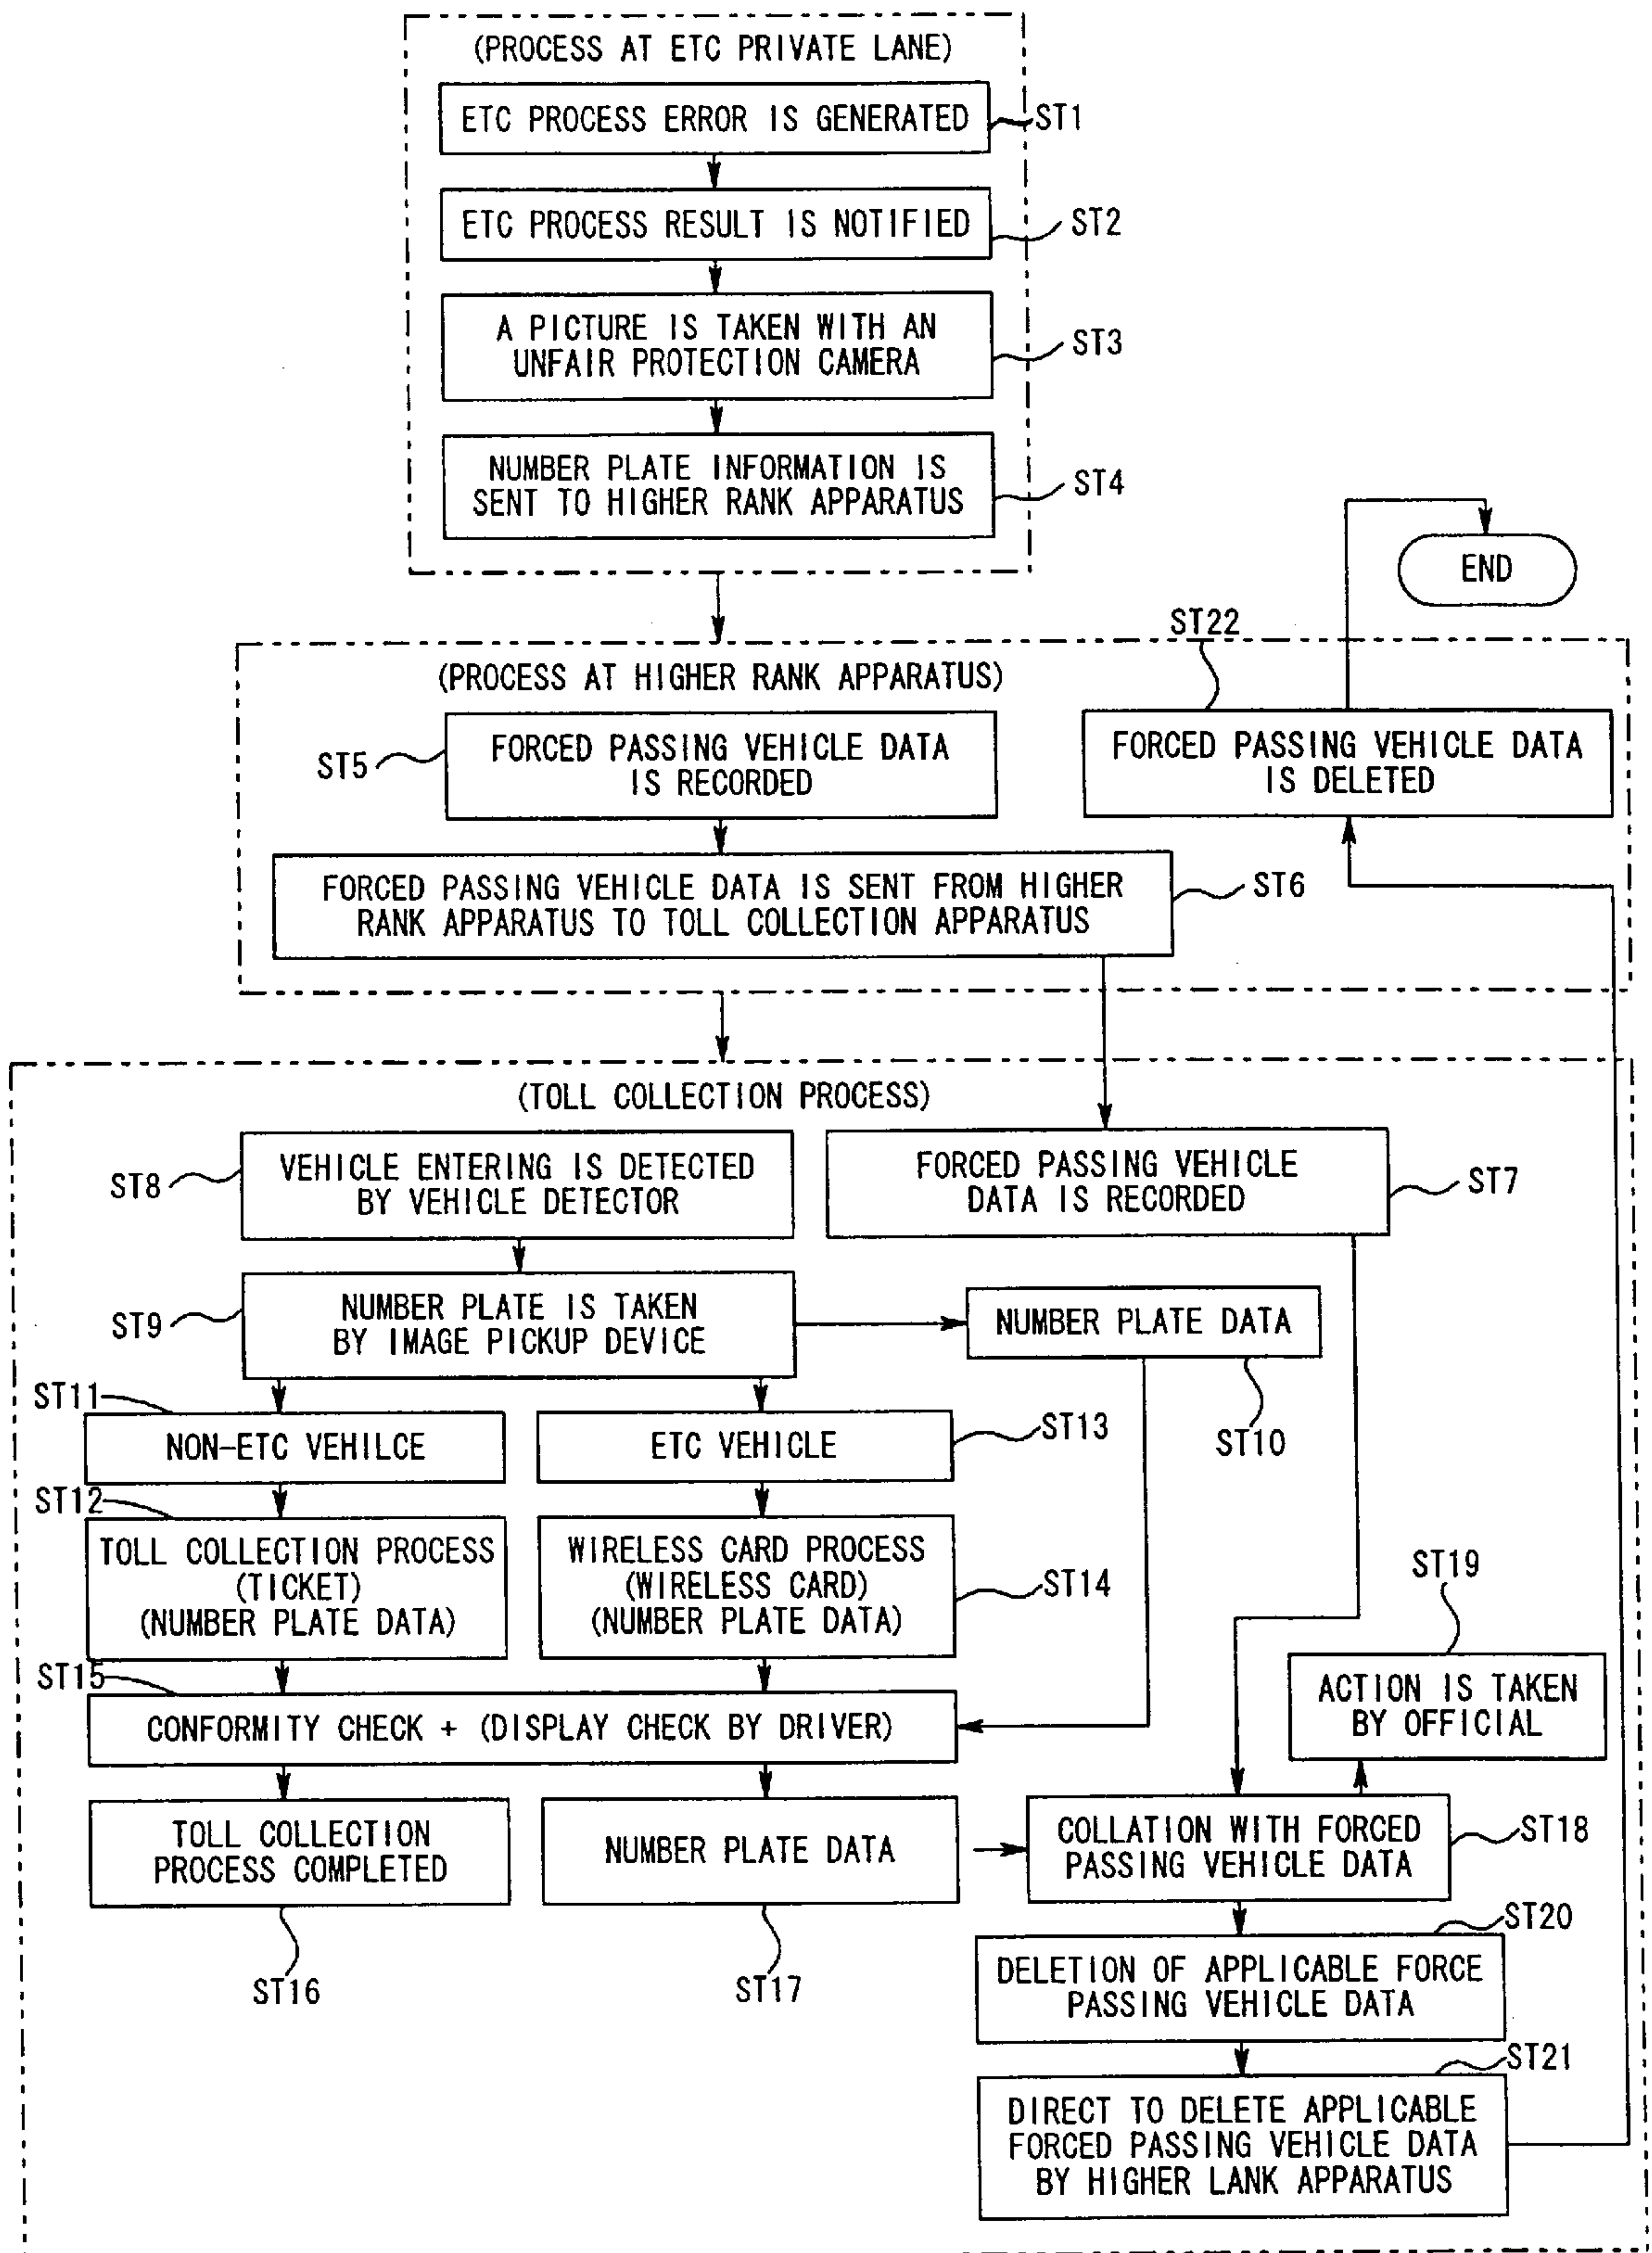 (PROCESS AT ETC PRIVATE LANE)
ETC PROCESS ERROR IS GENERATED
ST1
ETC PROCESS RESULT IS NOTIFIED
ST2
A PICTURE IS TAKEN WITH AN
UNFAIR PROTECTION CAMERA
ST3
NUMBER PLATE INFORMATION IS
SENT TO HIGHER RANK APPARATUS
ST4
END
ST22
(PROCESS AT HIGHER RANK APPARATUS)
ST5
FORCED PASSING VEHICLE DATA
IS RECORDED
FORCED PASSING VEHICLE DATA
IS DELETED
FORCED PASSING VEHICLE DATA IS SENT FROM HIGHER
RANK APPARATUS TO TOLL COLLECTION APPARATUS
ST6
(TOLL COLLECTION PROCESS)
ST8
VEHICLE ENTERING IS DETECTED
BY VEHICLE DETECTOR
FORCED PASSING VEHICLE
DATA IS RECORDED
ST7
ST9
NUMBER PLATE IS TAKEN
BY IMAGE PICKUP DEVICE
NUMBER PLATE DATA
ST10
ST11
NON-ETC VEHILCE
ETC VEHICLE
ST13
ST12
TOLL COLLECTION PROCESS
(TICKET)
(NUMBER PLATE DATA)
WIRELESS CARD PROCESS
(WIRELESS CARD)
(NUMBER PLATE DATA)
ST14
ST19
ACTION IS TAKEN
BY OFFICIAL
ST15
CONFORMITY CHECK + (DISPLAY CHECK BY DRIVER)
TOLL COLLECTION
PROCESS COMPLETED
ST16
NUMBER PLATE DATA
ST17
COLLATION WITH FORCED
PASSING VEHICLE DATA
ST18
ST20
DELETION OF APPLICABLE FORCE
PASSING VEHICLE DATA
ST21
DIRECT TO DELETE APPLICABLE
FORCED PASSING VEHICLE DATA
BY HIGHER LANK APPARATUS